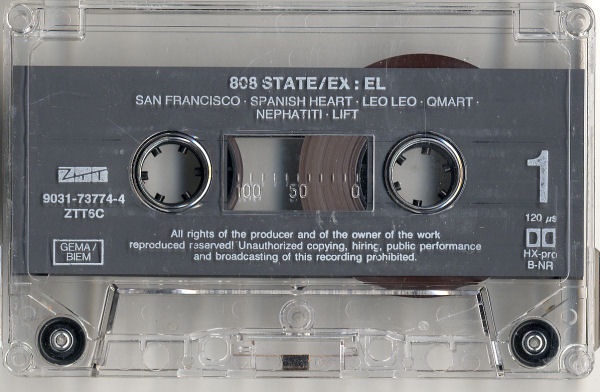 808 STATE/EX : EL
SAN FRANCISCO · SPANISH HEART · LEO LEO · QMART ·
NEPHATITI · LIFT
ZTT
9031-73774-4
ZTT6C
100 50 0
1
120 µs
HX-pro
B-NR
GEMA/
BIEM
All rights of the producer and of the owner of the work
reproduced reserved! Unauthorized copying, hiring, public performance
and broadcasting of this recording prohibited.